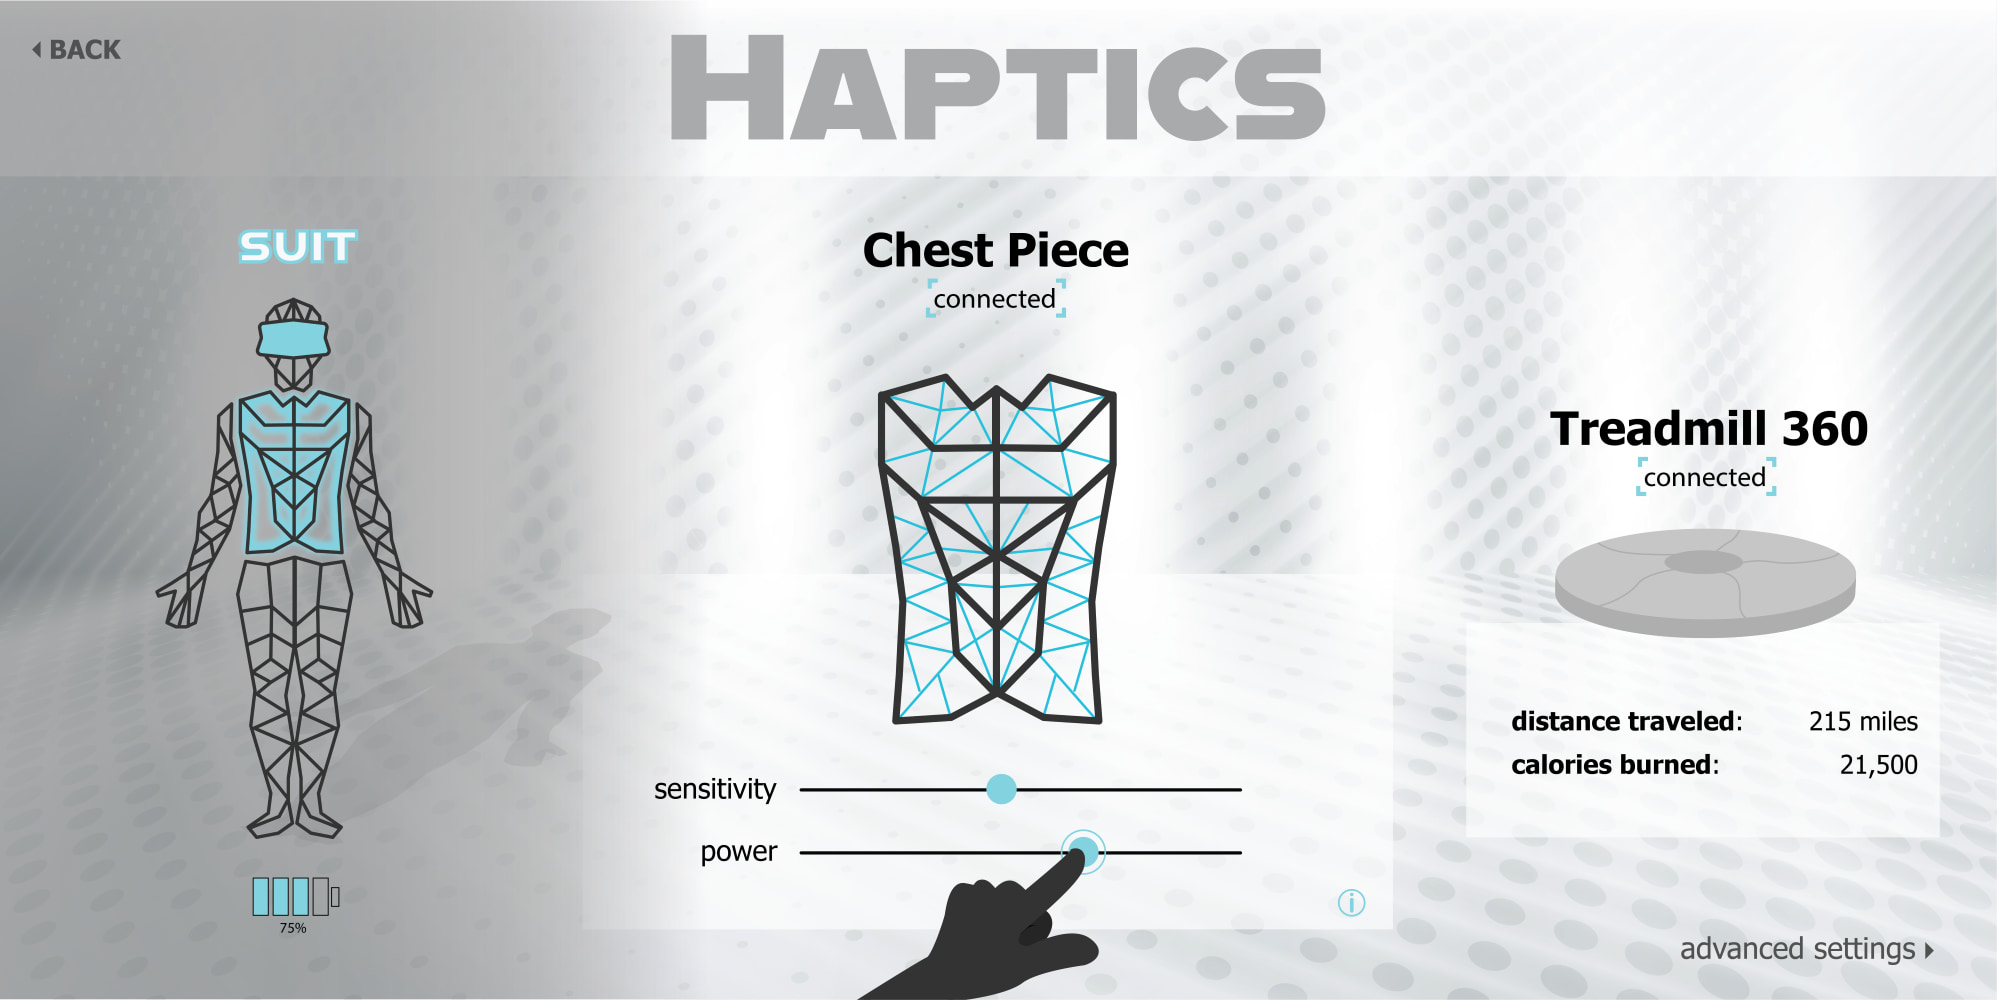 BACK
HAPTICS
SUIT
75%
Chest Piece
connected
sensitivity
power
i
Treadmill 360
connected
distance traveled: 215 miles
calories burned: 21,500
advanced settings